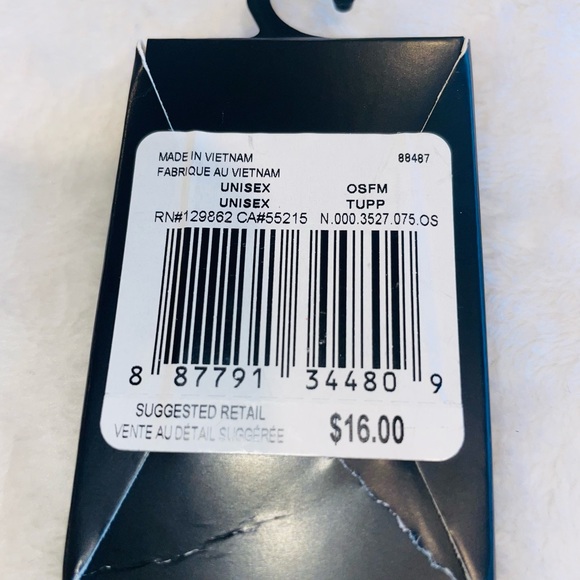 MADE IN VIETNAM 88487
FABRIQUE AU VIETNAM
UNISEX OSFM
UNISEX TUPP
RN#129862 CA#55215 N.000.3527.075.OS
8 87791 34480 9
SUGGESTED RETAIL
VENTE AU DÉTAIL SUGGÉRÉE $16.00